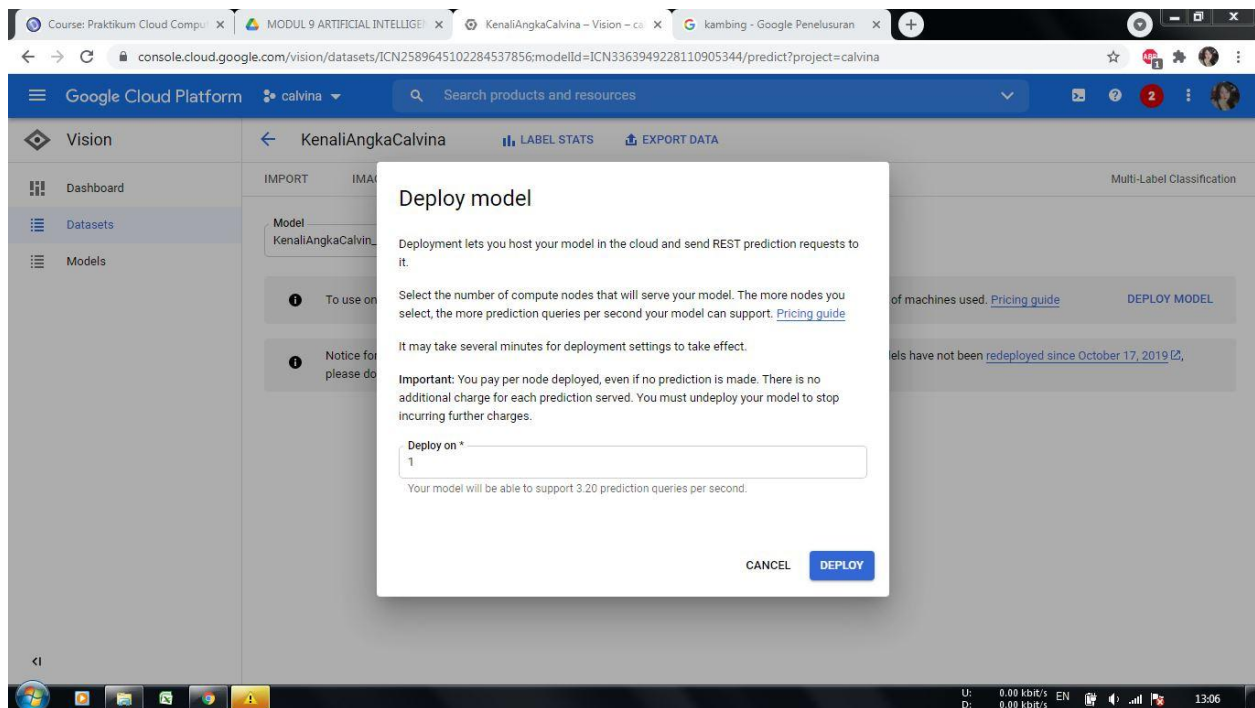 Course: Praktikum Cloud Comput
MODUL 9 ARTIFICIAL INTELLIGEN
KenaliAngkaCalvina – Vision – ca
kambing - Google Penelusuran
console.cloud.google.com/vision/datasets/ICN2589645102284537856;modelId=ICN3363949228110905344/predict?project=calvina
1
Google Cloud Platform
calvina
Search products and resources
2
Vision
KenaliAngkaCalvina
LABEL STATS
EXPORT DATA
Dashboard
Datasets
Models
IMPORT
IMA
Multi-Label Classification
Model
KenaliAngkaCalvin_
To use on
of machines used. Pricing guide
DEPLOY MODEL
Notice for
els have not been redeployed since October 17, 2019
please do
Deploy model
Deployment lets you host your model in the cloud and send REST prediction requests to
it.
Select the number of compute nodes that will serve your model. The more nodes you
select, the more prediction queries per second your model can support. Pricing guide
It may take several minutes for deployment settings to take effect.
Important: You pay per node deployed, even if no prediction is made. There is no
additional charge for each prediction served. You must undeploy your model to stop
incurring further charges.
Deploy on *
1
Your model will be able to support 3.20 prediction queries per second.
CANCEL
DEPLOY
U: 0.00 kbit/s
D: 0.00 kbit/s
EN
13:06